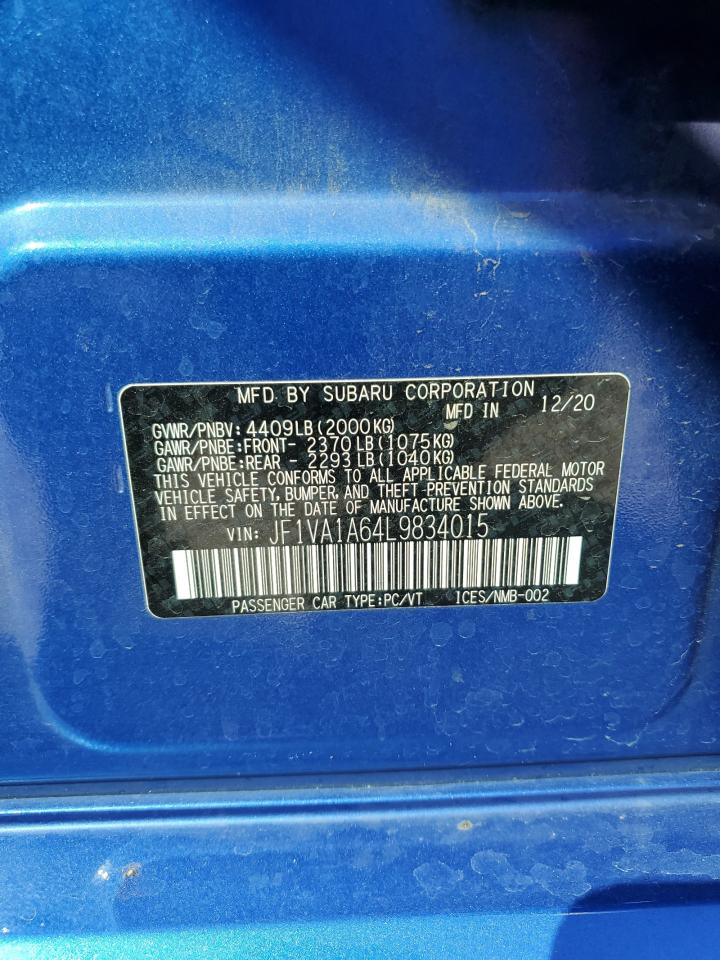 MFD BY SUBARU CORPORATION
MFD IN 12/20
GVWR/PNBV: 4409LB(2000KG)
GAWR/PNBE:FRONT- 2370LB(1075KG)
GAWR/PNBE:REAR - 2293LB(1040KG)
THIS VEHICLE CONFORMS TO ALL APPLICABLE FEDERAL MOTOR
VEHICLE SAFETY, BUMPER, AND THEFT PREVENTION STANDARDS
IN EFFECT ON THE DATE OF MANUFACTURE SHOWN ABOVE.
VIN: JF1VA1A64L9834015
PASSENGER CAR TYPE:PC/VT ICES/NMB-002